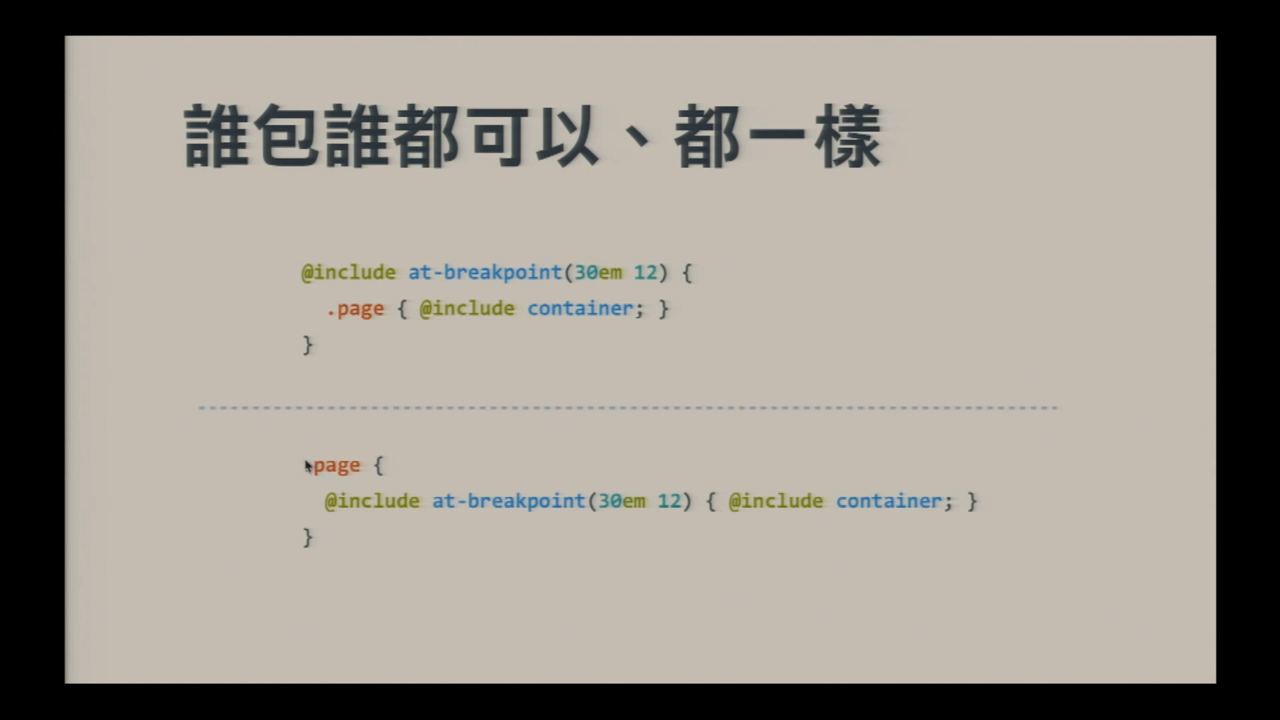 誰包誰都可以、都一樣
@include at-breakpoint(30em 12) {
.page { @include container; }
}
page {
@include at-breakpoint(30em 12) { @include container; }
}